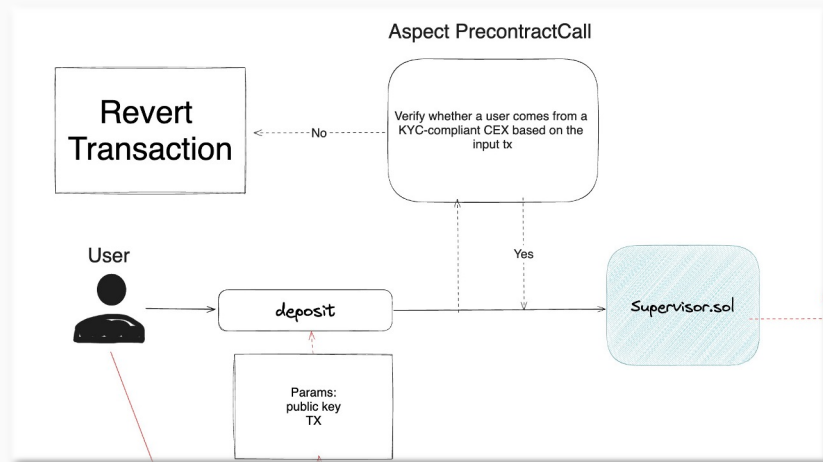 Aspect PrecontractCall
Revert
Transaction
No
Verify whether a user comes from a
KYC-compliant CEX based on the
input tx
User
Yes
deposit
Supervisor.sol
Params:
public key
TX